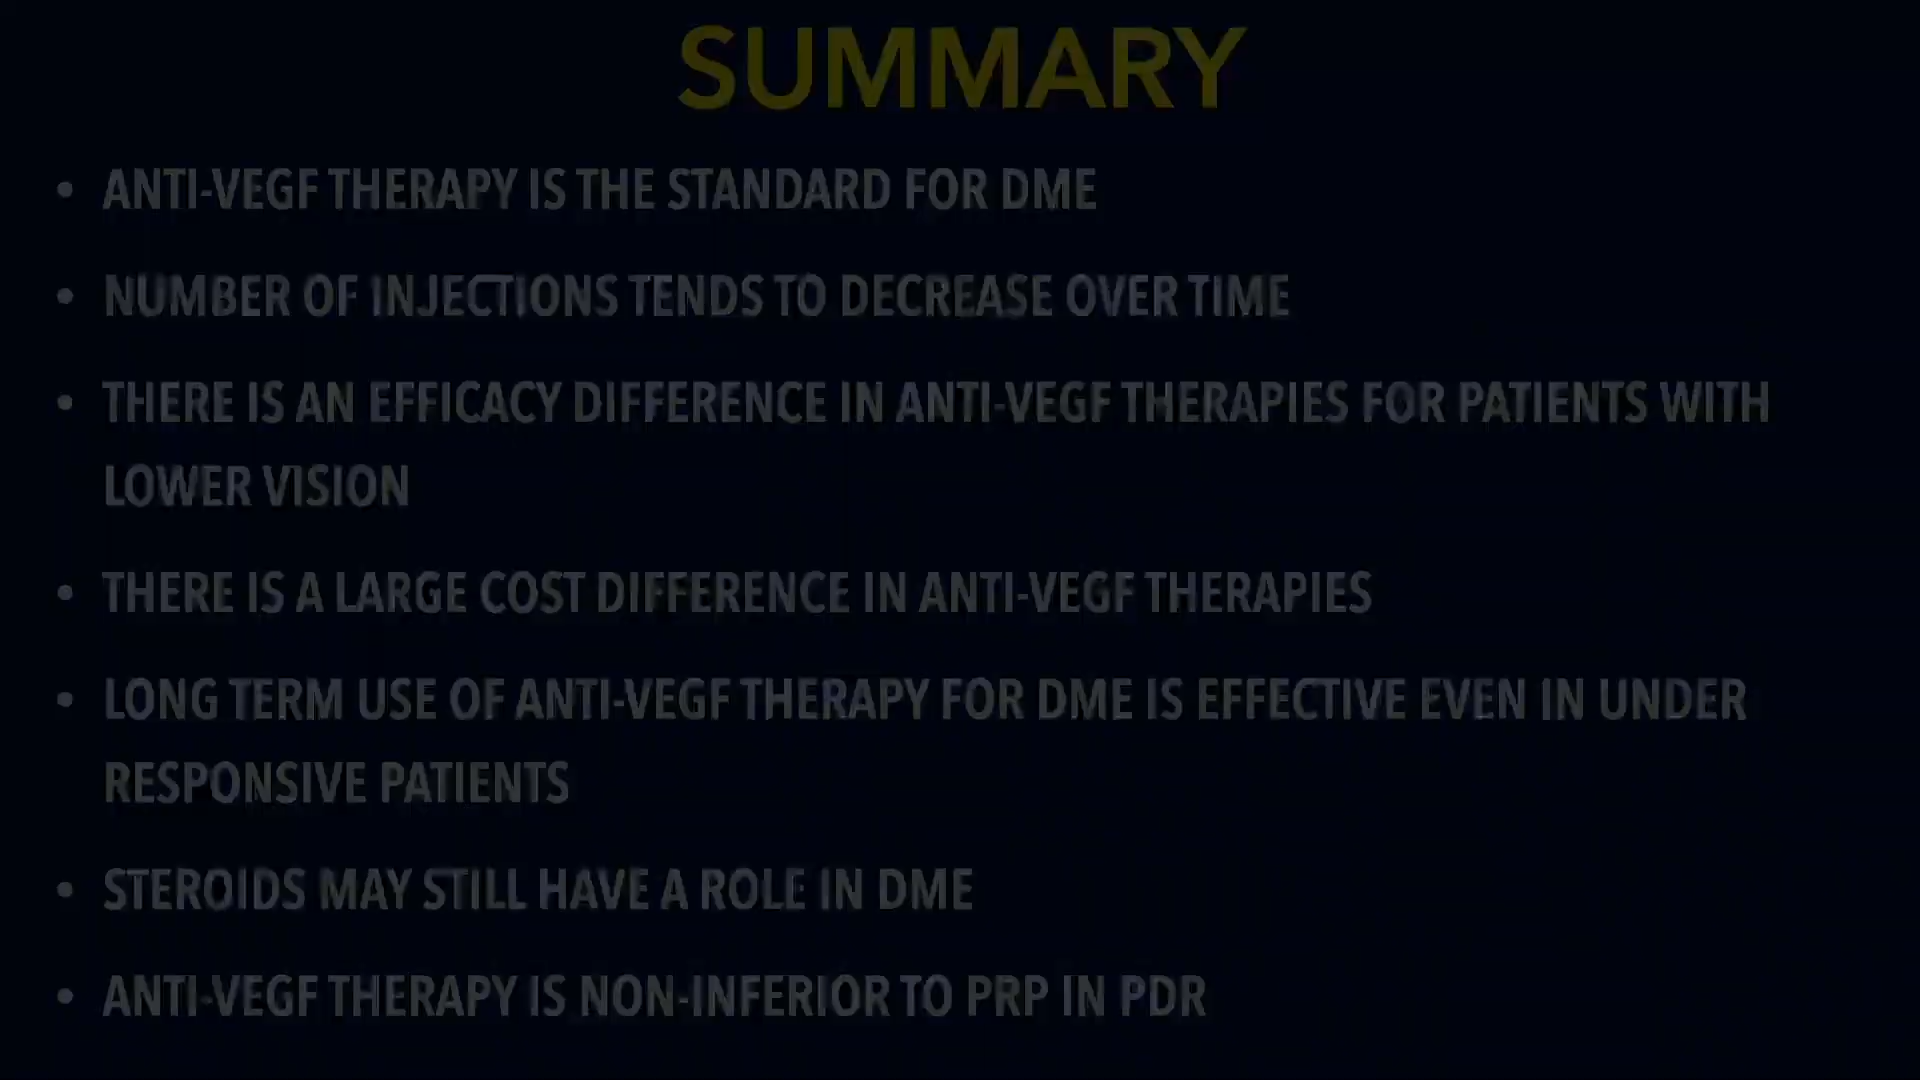 SUMMARY
• ANTI-VEGF THERAPY IS THE STANDARD FOR DME
• NUMBER OF INJECTIONS TENDS TO DECREASE OVER TIME
• THERE IS AN EFFICACY DIFFERENCE IN ANTI-VEGF THERAPIES FOR PATIENTS WITH
LOWER VISION
• THERE IS A LARGE COST DIFFERENCE IN ANTI-VEGF THERAPIES
• LONG TERM USE OF ANTI-VEGF THERAPY FOR DME IS EFFECTIVE EVEN IN UNDER
RESPONSIVE PATIENTS
• STEROIDS MAY STILL HAVE A ROLE IN DME
• ANTI-VEGF THERAPY IS NON-INFERIOR TO PRP IN PDR